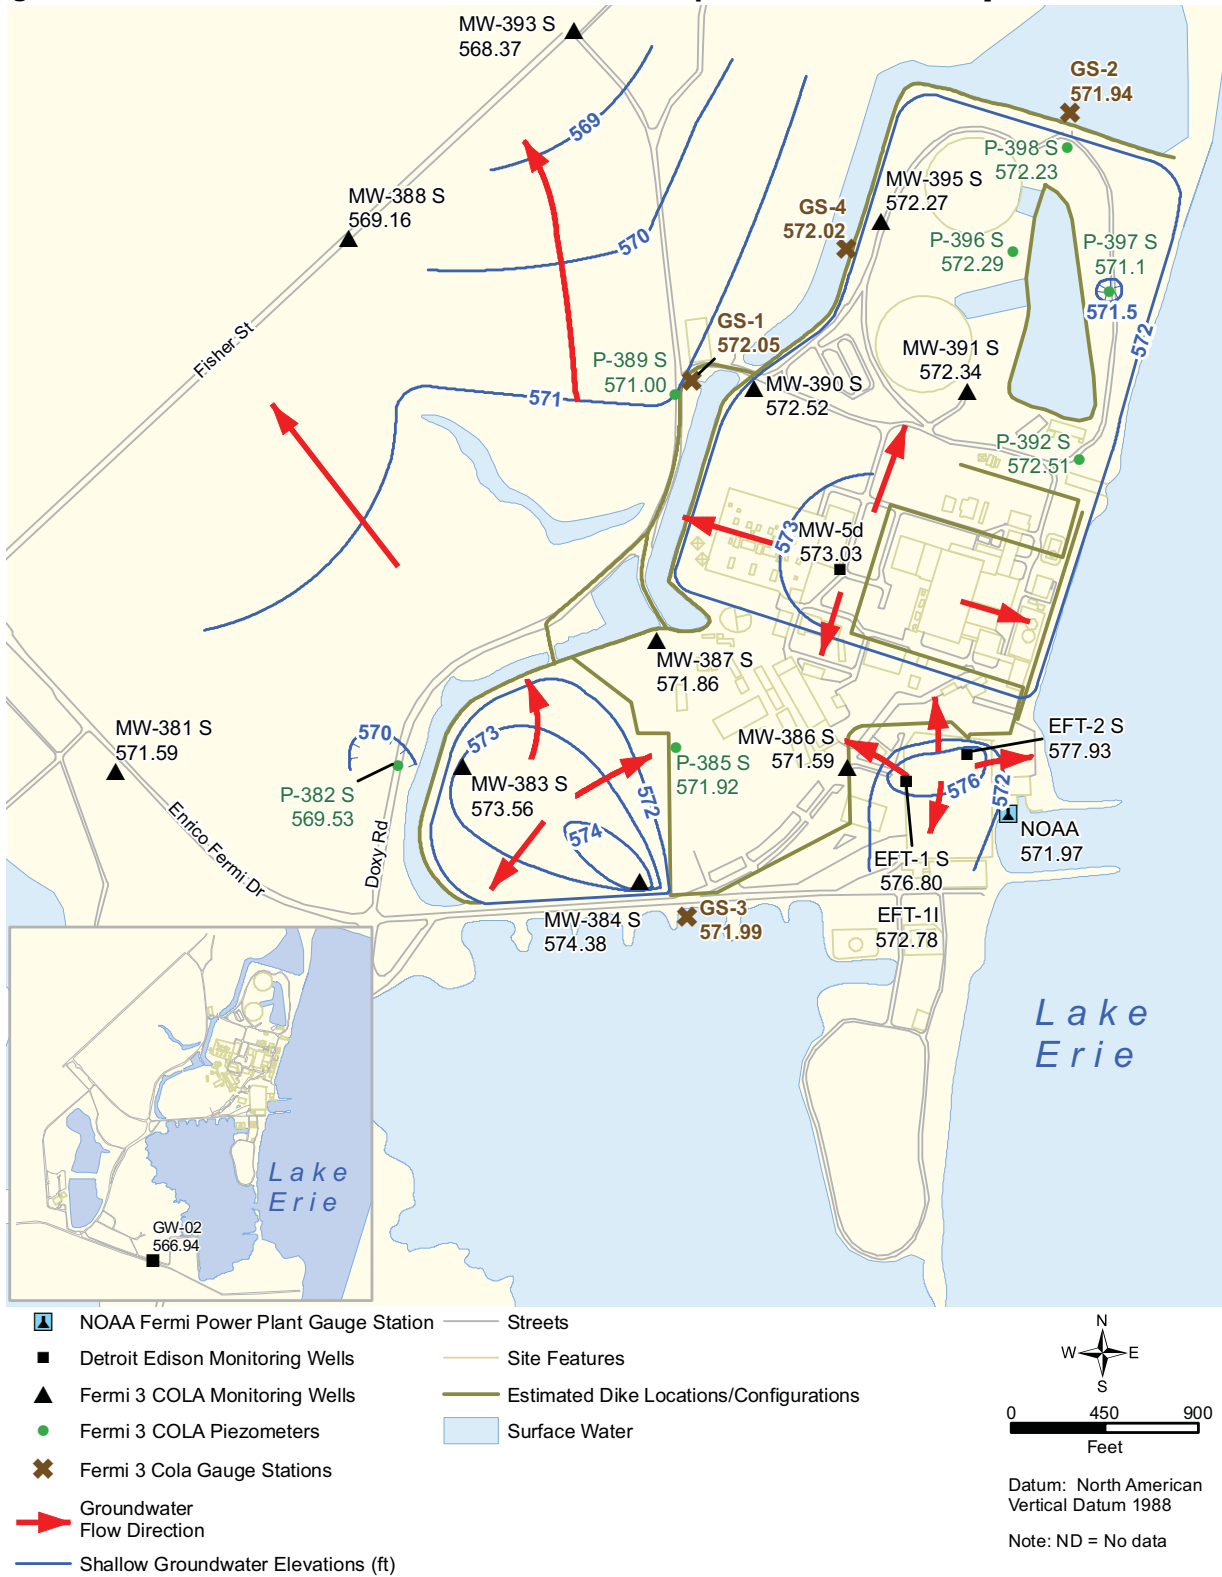 MW-393 S
568.37
GS-2
571.94
569
P-398 S
572.23
MW-395 S
572.27
MW-388 S
569.16
GS-4
572.02
570
P-396 S
572.29
P-397 S
571.1
571.5
572
GS-1
572.05
Fisher St
P-389 S
571.00
MW-391 S
572.34
MW-390 S
572.52
571
P-392 S
572.51
573
MW-5d
573.03
MW-387 S
571.86
MW-381 S
571.59
570
573
MW-386 S
571.59
EFT-2 S
577.93
P-385 S
571.92
MW-383 S
573.56
P-382 S
569.53
572
576
572
NOAA
571.97
574
Enrico Fermi Dr
Doxy Rd
EFT-1 S
576.80
MW-384 S
574.38
GS-3
571.99
EFT-1I
572.78
Lake
Erie
Lake
Erie
GW-02
566.94
NOAA Fermi Power Plant Gauge Station
Detroit Edison Monitoring Wells
Fermi 3 COLA Monitoring Wells
Fermi 3 COLA Piezometers
Fermi 3 Cola Gauge Stations
Groundwater
Flow Direction
Shallow Groundwater Elevations (ft)
Streets
Site Features
Estimated Dike Locations/Configurations
Surface Water
N
W E
S
0 450 900
Feet
Datum: North American
Vertical Datum 1988
Note: ND = No data